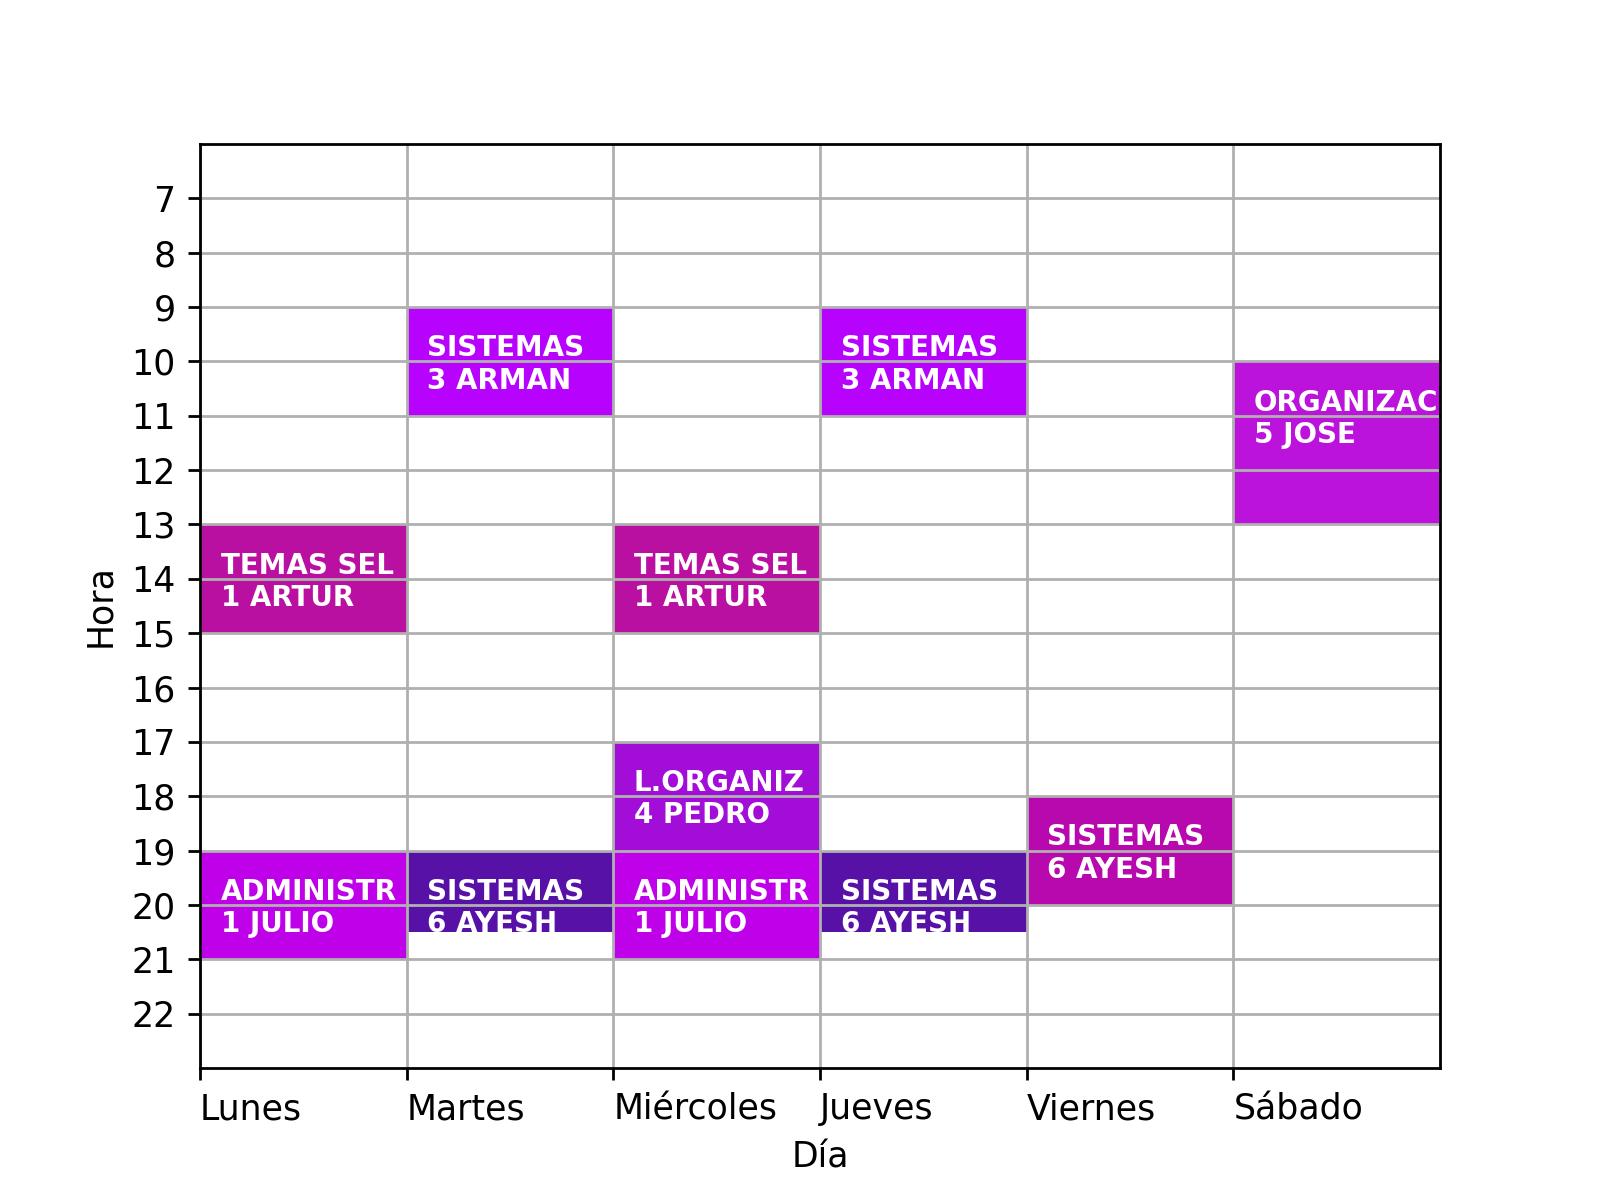 7
8
9
SISTEMAS
3 ARMAN
SISTEMAS
3 ARMAN
10
ORGANIZAC
5 JOSE
11
12
13
TEMAS SEL
1 ARTUR
TEMAS SEL
1 ARTUR
14
Hora
15
16
17
L.ORGANIZ
4 PEDRO
18
SISTEMAS
6 AYESH
19
ADMINISTR
1 JULIO
SISTEMAS
6 AYESH
ADMINISTR
1 JULIO
SISTEMAS
6 AYESH
20
21
22
Lunes
Martes
Miércoles
Jueves
Viernes
Sábado
Día